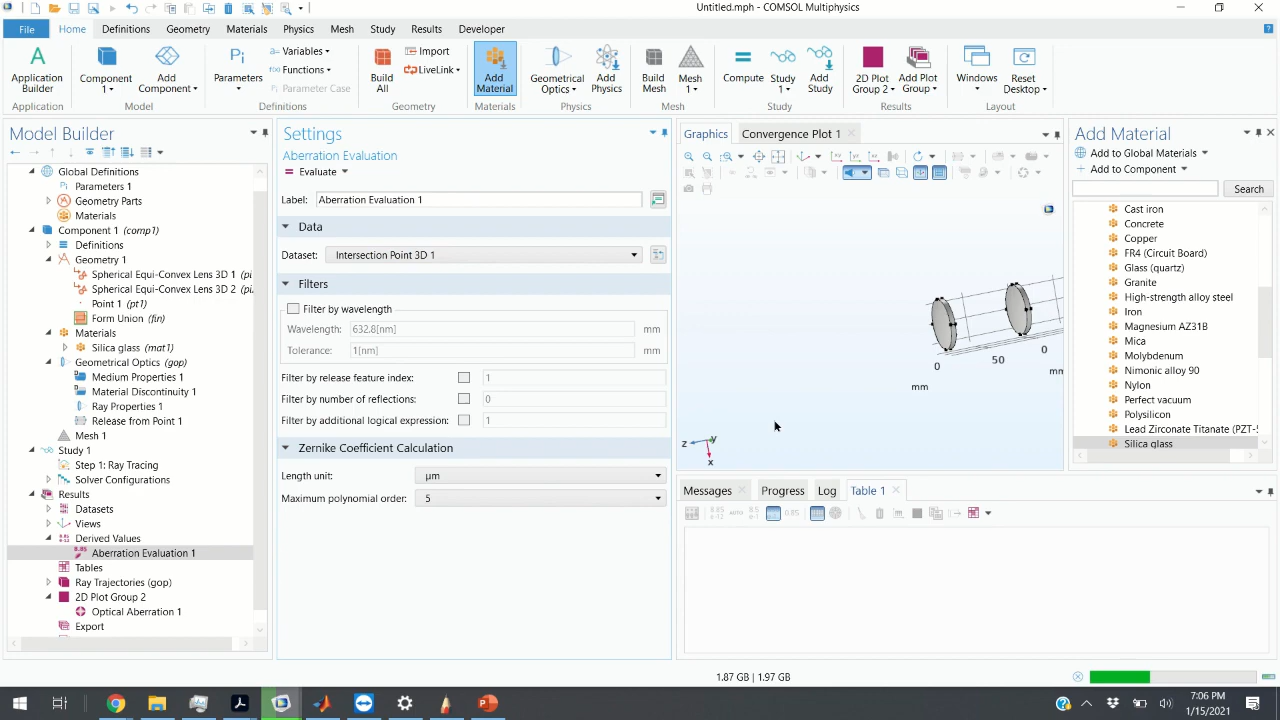 Untitled.mph - COMSOL Multiphysics
File Home Definitions Geometry Materials Physics Mesh Study Results Developer
Application Builder
Component 1
Add Component
Parameters
a= Variables
f(x) Functions
Pi Parameter Case
Build All
Import
LiveLink
Add Material
Geometrical Optics
Add Physics
Build Mesh
Mesh 1
Compute
Study 1
Add Study
2D Plot Group 2
Add Plot Group
Windows
Reset Desktop
Application Model Definitions Geometry Materials Physics Mesh Study Results Layout
Model Builder
Global Definitions
Parameters 1
Geometry Parts
Materials
Component 1 (comp1)
Definitions
Geometry 1
Spherical Equi-Convex Lens 3D 1 (pi
Spherical Equi-Convex Lens 3D 2 (pi
Point 1 (pt1)
Form Union (fin)
Materials
Silica glass (mat1)
Geometrical Optics (gop)
Medium Properties 1
Material Discontinuity 1
Ray Properties 1
Release from Point 1
Mesh 1
Study 1
Step 1: Ray Tracing
Solver Configurations
Results
Datasets
Views
Derived Values
Aberration Evaluation 1
Tables
Ray Trajectories (gop)
2D Plot Group 2
Optical Aberration 1
Export
Settings
Aberration Evaluation
= Evaluate
Label: Aberration Evaluation 1
Data
Dataset: Intersection Point 3D 1
Filters
Filter by wavelength
Wavelength: 632.8[nm] mm
Tolerance: 1[nm] mm
Filter by release feature index: 1
Filter by number of reflections: 0
Filter by additional logical expression: 1
Zernike Coefficient Calculation
Length unit: μm
Maximum polynomial order: 5
Graphics Convergence Plot 1
0
50
0
mm
mm
z y
x
Messages Progress Log Table 1
Add Material
Add to Global Materials
Add to Component
Search
Cast iron
Concrete
Copper
FR4 (Circuit Board)
Glass (quartz)
Granite
High-strength alloy steel
Iron
Magnesium AZ31B
Mica
Molybdenum
Nimonic alloy 90
Nylon
Perfect vacuum
Polysilicon
Lead Zirconate Titanate (PZT-5
Silica glass
1.87 GB | 1.97 GB
7:06 PM
1/15/2021